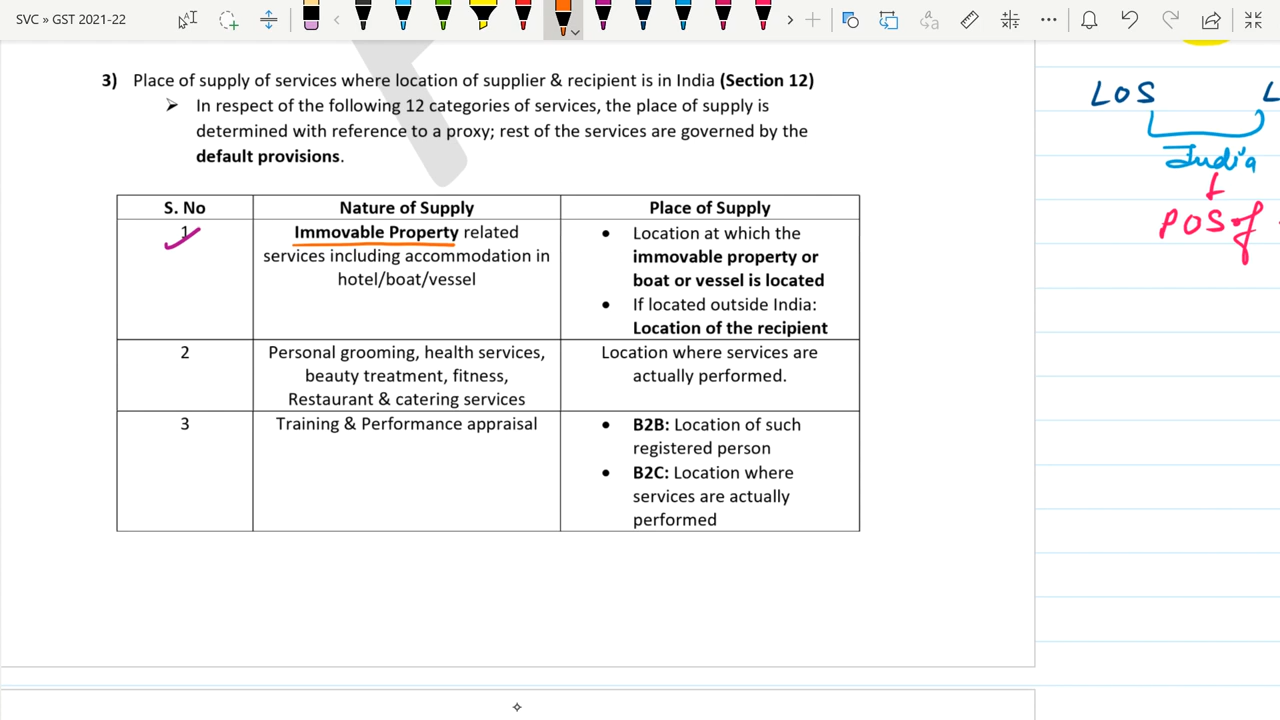 SVC » GST 2021-22
3) Place of supply of services where location of supplier & recipient is in India (Section 12)
➤ In respect of the following 12 categories of services, the place of supply is
determined with reference to a proxy; rest of the services are governed by the
default provisions.
S. No Nature of Supply Place of Supply
1 Immovable Property related
services including accommodation in
hotel/boat/vessel
• Location at which the
immovable property or
boat or vessel is located
• If located outside India:
Location of the recipient
2 Personal grooming, health services,
beauty treatment, fitness,
Restaurant & catering services
Location where services are
actually performed.
3 Training & Performance appraisal
• B2B: Location of such
registered person
• B2C: Location where
services are actually
performed
LOS L
India
POS of